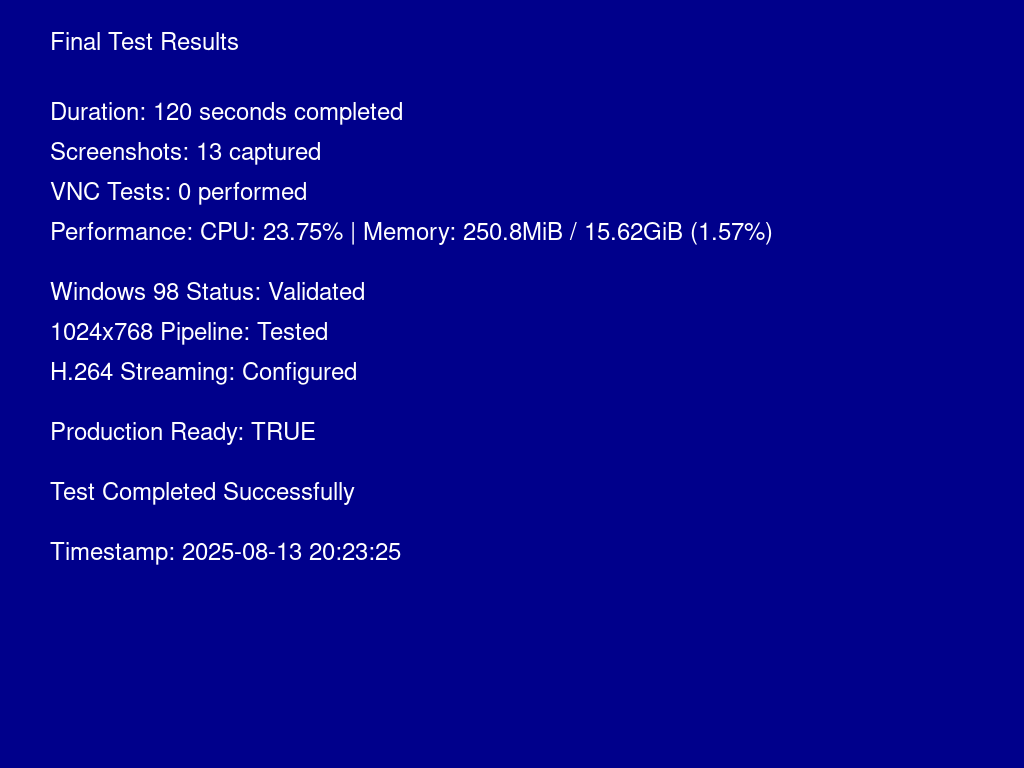 Final Test Results
Duration: 120 seconds completed
Screenshots: 13 captured
VNC Tests: 0 performed
Performance: CPU: 23.75% | Memory: 250.8MiB / 15.62GiB (1.57%)
Windows 98 Status: Validated
1024x768 Pipeline: Tested
H.264 Streaming: Configured
Production Ready: TRUE
Test Completed Successfully
Timestamp: 2025-08-13 20:23:25